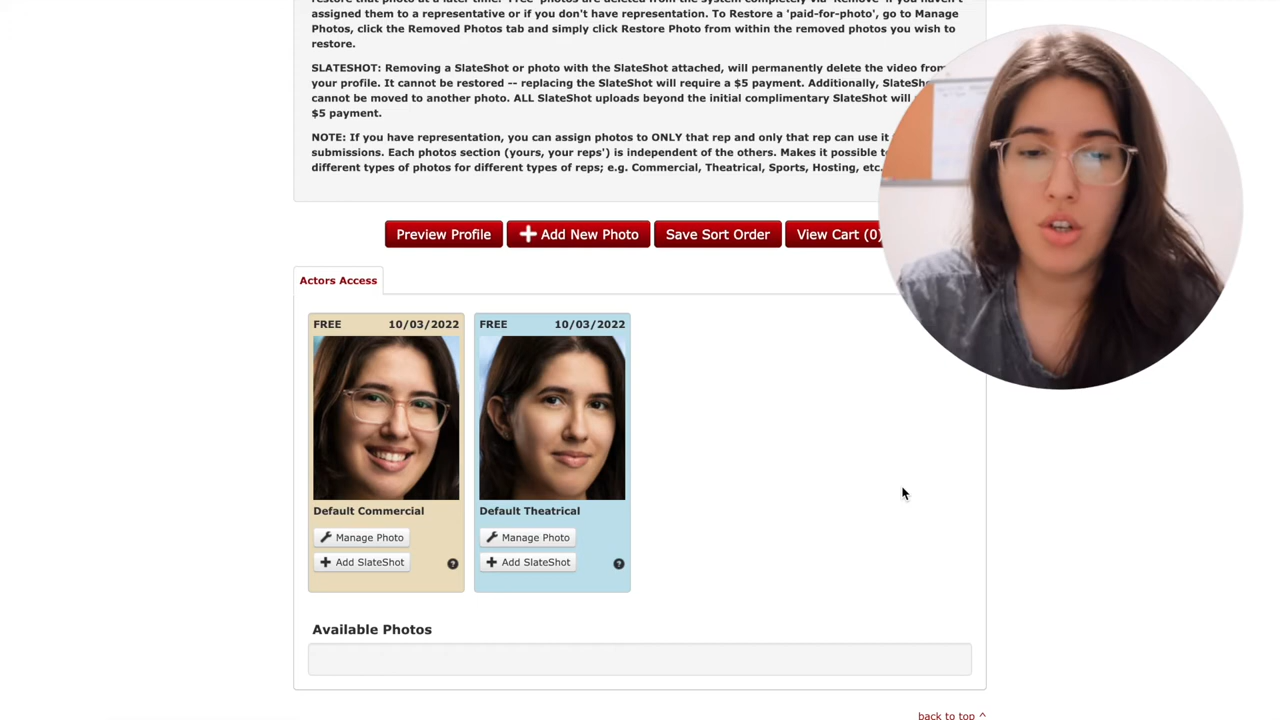 restore that photo at a later time. 'Free' photos are deleted from the system completely via 'Remove' if you haven't
assigned them to a representative or if you don't have representation. To Restore a 'paid-for-photo', go to Manage
Photos, click the Removed Photos tab and simply click Restore Photo from within the removed photos you wish to
restore.
SLATESHOT: Removing a SlateShot or photo with the SlateShot attached, will permanently delete the video from
your profile. It cannot be restored -- replacing the SlateShot will require a $5 payment. Additionally, SlateSho
cannot be moved to another photo. ALL SlateShot uploads beyond the initial complimentary SlateShot will
$5 payment.
NOTE: If you have representation, you can assign photos to ONLY that rep and only that rep can use it
submissions. Each photos section (yours, your reps') is independent of the others. Makes it possible to
different types of photos for different types of reps; e.g. Commercial, Theatrical, Sports, Hosting, etc.
Preview Profile
Add New Photo
Save Sort Order
View Cart (0)
Actors Access
FREE 10/03/2022
FREE 10/03/2022
Default Commercial
Default Theatrical
Manage Photo
Manage Photo
Add SlateShot
Add SlateShot
Available Photos
back to top ^